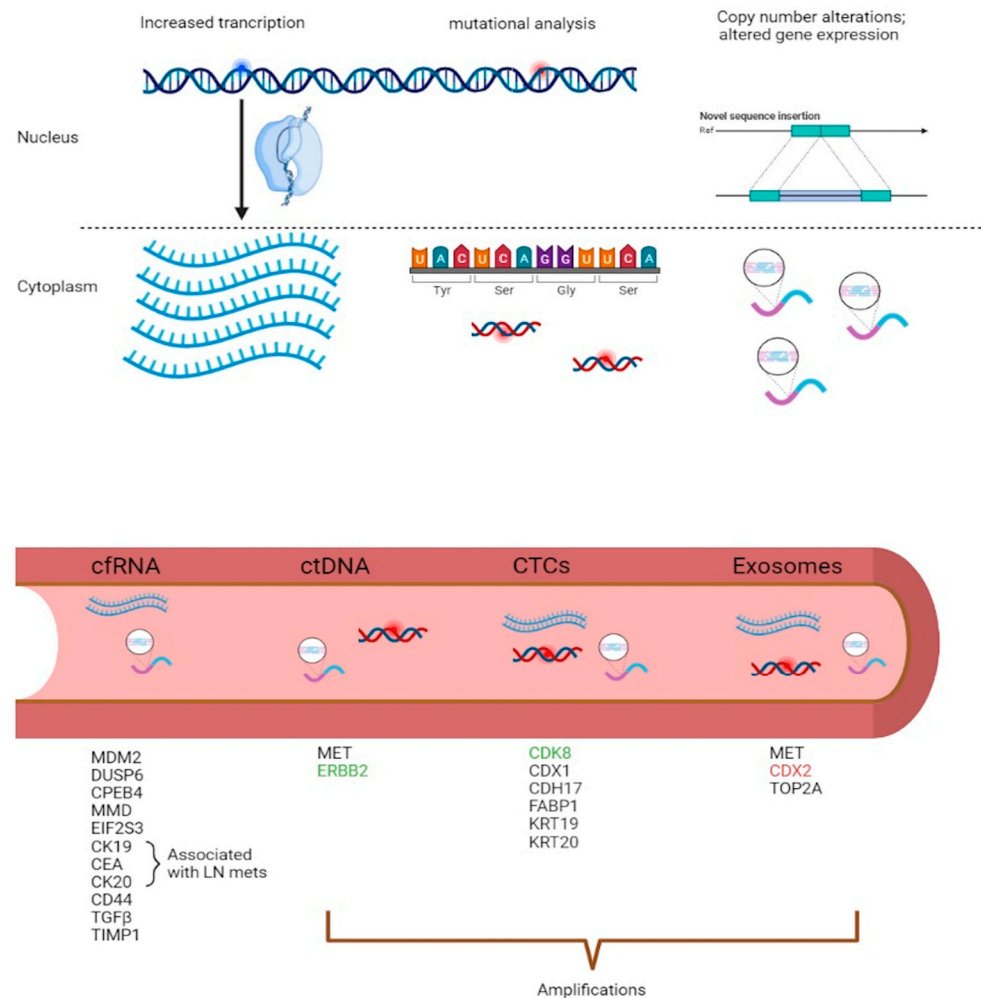 Increased trancription
mutational analysis
Copy number alterations;
altered gene expression
Nucleus
Novel sequence insertion
Ref
Cytoplasm
U A C U C A G G U U C A
Tyr Ser Gly Ser
cfRNA
ctDNA
CTCs
Exosomes
MDM2
DUSP6
CPEB4
MMD
EIF2S3
CK19
CEA
CK20
CD44
TGFβ
TIMP1
Associated
with LN mets
MET
ERBB2
CDK8
CDX1
CDH17
FABP1
KRT19
KRT20
MET
CDX2
TOP2A
Amplifications